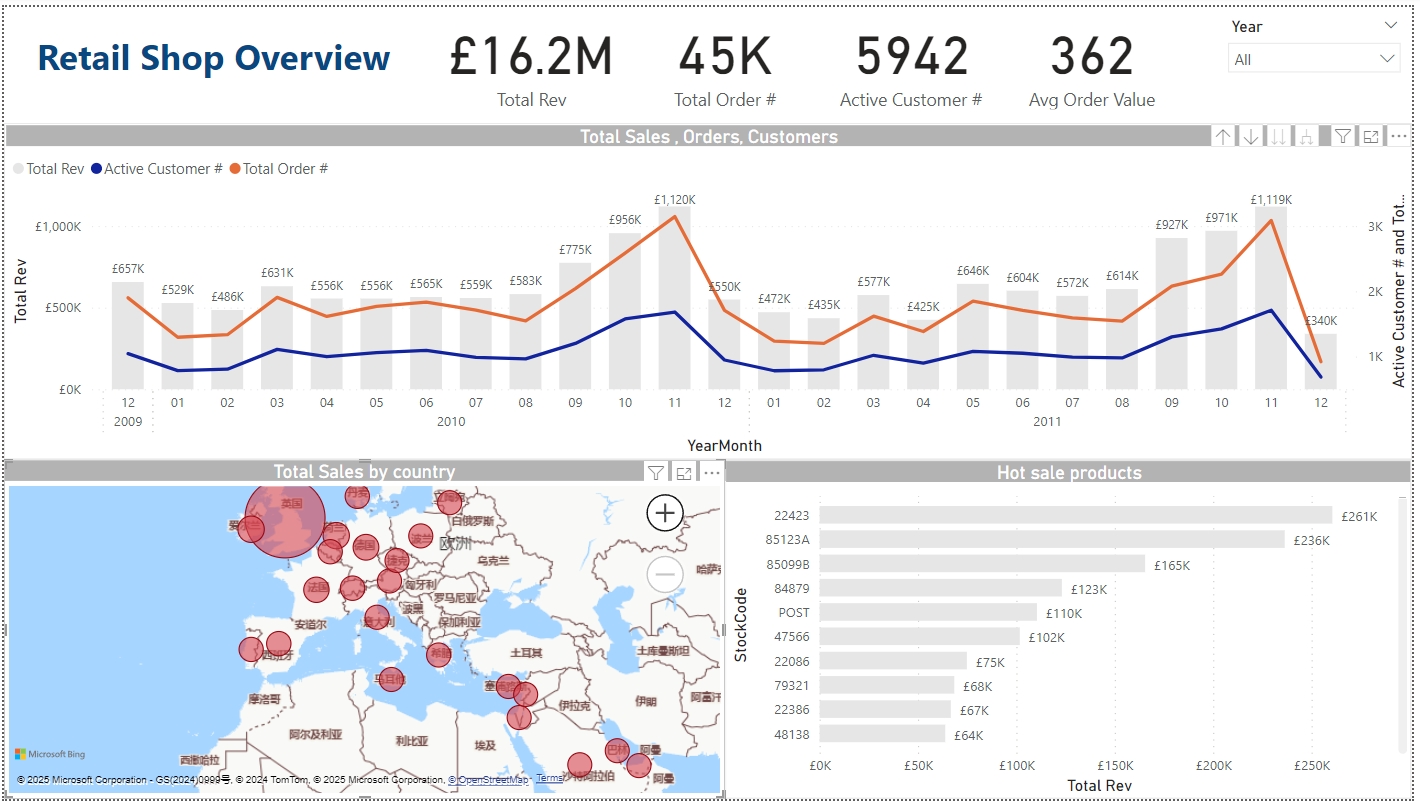 Retail Shop Overview
£16.2M
Total Rev
45K
Total Order #
5942
Active Customer #
362
Avg Order Value
Year
All
Total Sales , Orders, Customers
Total Rev Active Customer # Total Order #
Total Rev
£1,000K
£500K
£0K
£657K
£529K
£486K
£631K
£556K
£556K
£565K
£559K
£583K
£775K
£956K
£1,120K
£550K
£472K
£435K
£577K
£425K
£646K
£604K
£572K
£614K
£927K
£971K
£1,119K
£340K
3K
2K
1K
Active Customer # and Tot...
12 01 02 03 04 05 06 07 08 09 10 11 12 01 02 03 04 05 06 07 08 09 10 11 12
2009 2010 2011
YearMonth
Total Sales by country
英国
丹麦
立陶宛
爱尔兰
荷兰
白俄罗斯
德国
波兰
欧洲
捷克
乌克兰
哈萨克
法国
匈牙利
罗马尼亚
波黑
安道尔
意大利
保加利亚
西班牙
希腊
土耳其
土库曼斯坦
马耳他
塞浦路斯
摩洛哥
伊拉克
伊朗
阿富汗
阿尔及利亚
利比亚
埃及
巴林
阿曼
西撒哈拉
沙特阿拉伯
阿曼
Microsoft Bing
© 2025 Microsoft Corporation - GS(2024)0999号, © 2024 TomTom, © 2025 Microsoft Corporation, © OpenStreetMap Terms
Hot sale products
StockCode
22423 £261K
85123A £236K
85099B £165K
84879 £123K
POST £110K
47566 £102K
22086 £75K
79321 £68K
22386 £67K
48138 £64K
£0K £50K £100K £150K £200K £250K
Total Rev